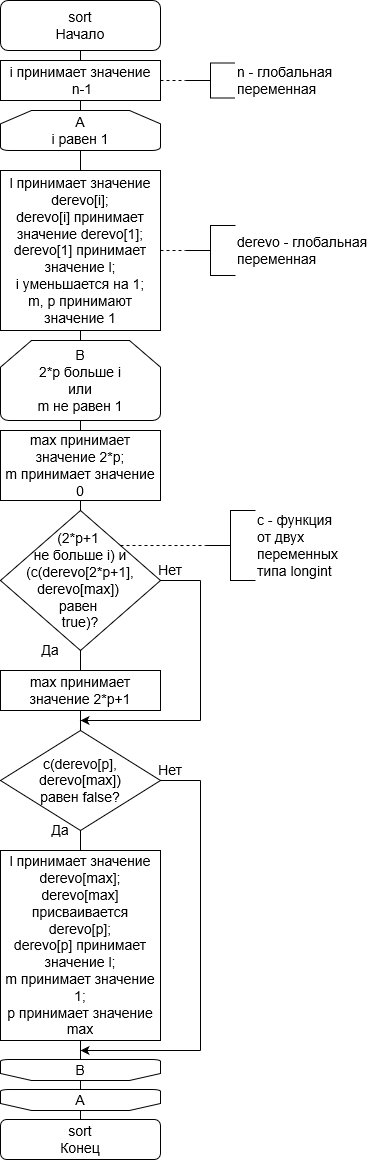 sort
Начало
i принимает значение
n-1
n - глобальная
переменная
A
i равен 1
l принимает значение
derevo[i];
derevo[i] принимает
значение derevo[1];
derevo[1] принимает
значение l;
i уменьшается на 1;
m, p принимают
значение 1
derevo - глобальная
переменная
B
2*p больше i
или
m не равен 1
max принимает
значение 2*p;
m принимает значение
0
(2*p+1
не больше i) и
(c(derevo[2*p+1],
derevo[max])
равен
true)?
c - функция
от двух
переменных
типа longint
Нет
Да
max принимает
значение 2*p+1
c(derevo[p],
derevo[max])
равен false?
Нет
Да
l принимает значение
derevo[max];
derevo[max]
присваивается
derevo[p];
derevo[p] принимает
значение l;
m принимает значение
1;
p принимает значение
max
B
A
sort
Конец